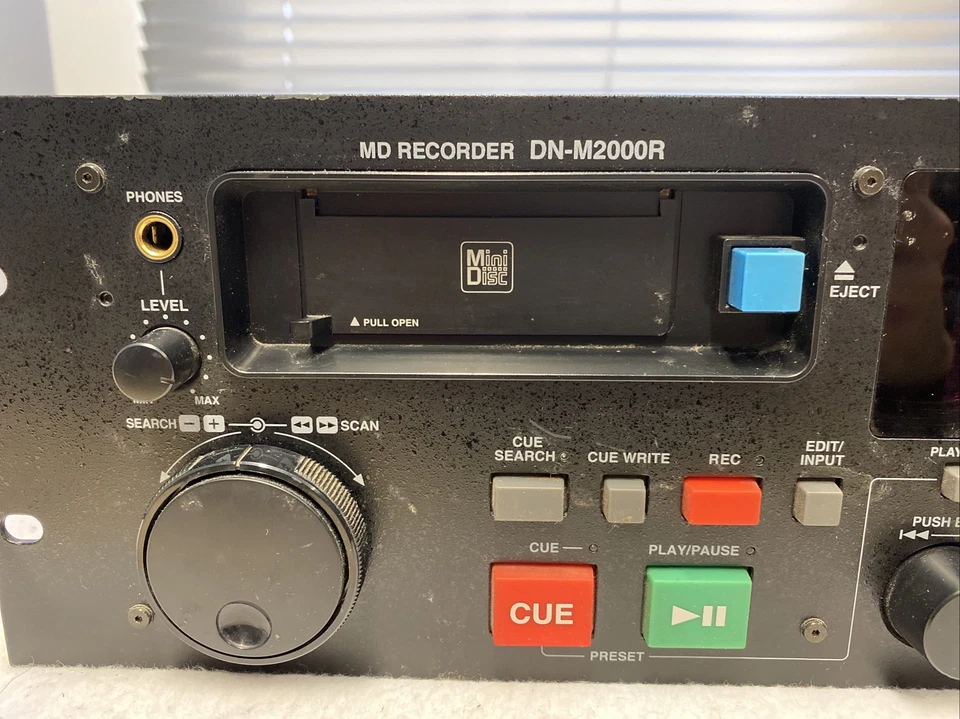 MD RECORDER DN-M2000R
PHONES
LEVEL
MAX
Mini
Disc
▲ PULL OPEN
EJECT
SEARCH − + ◀◀ ▶▶ SCAN
CUE
SEARCH
CUE WRITE
REC
EDIT/
INPUT
CUE
PLAY/PAUSE
CUE
PRESET
PUSH